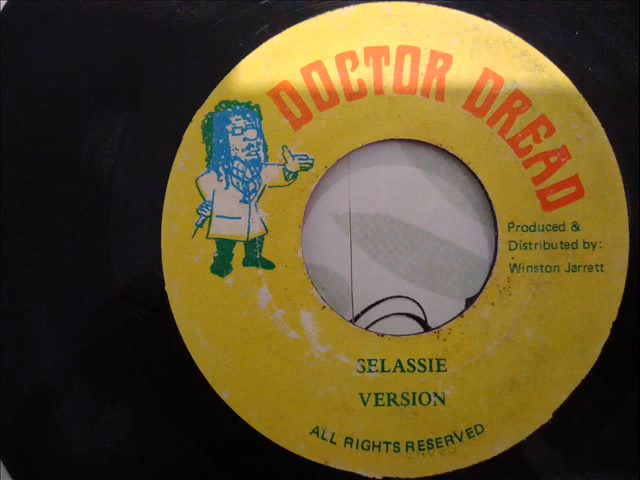 DOCTOR DREAD
Produced &
Distributed by:
Winston Jarrett
SELASSIE
VERSION
ALL RIGHTS RESERVED